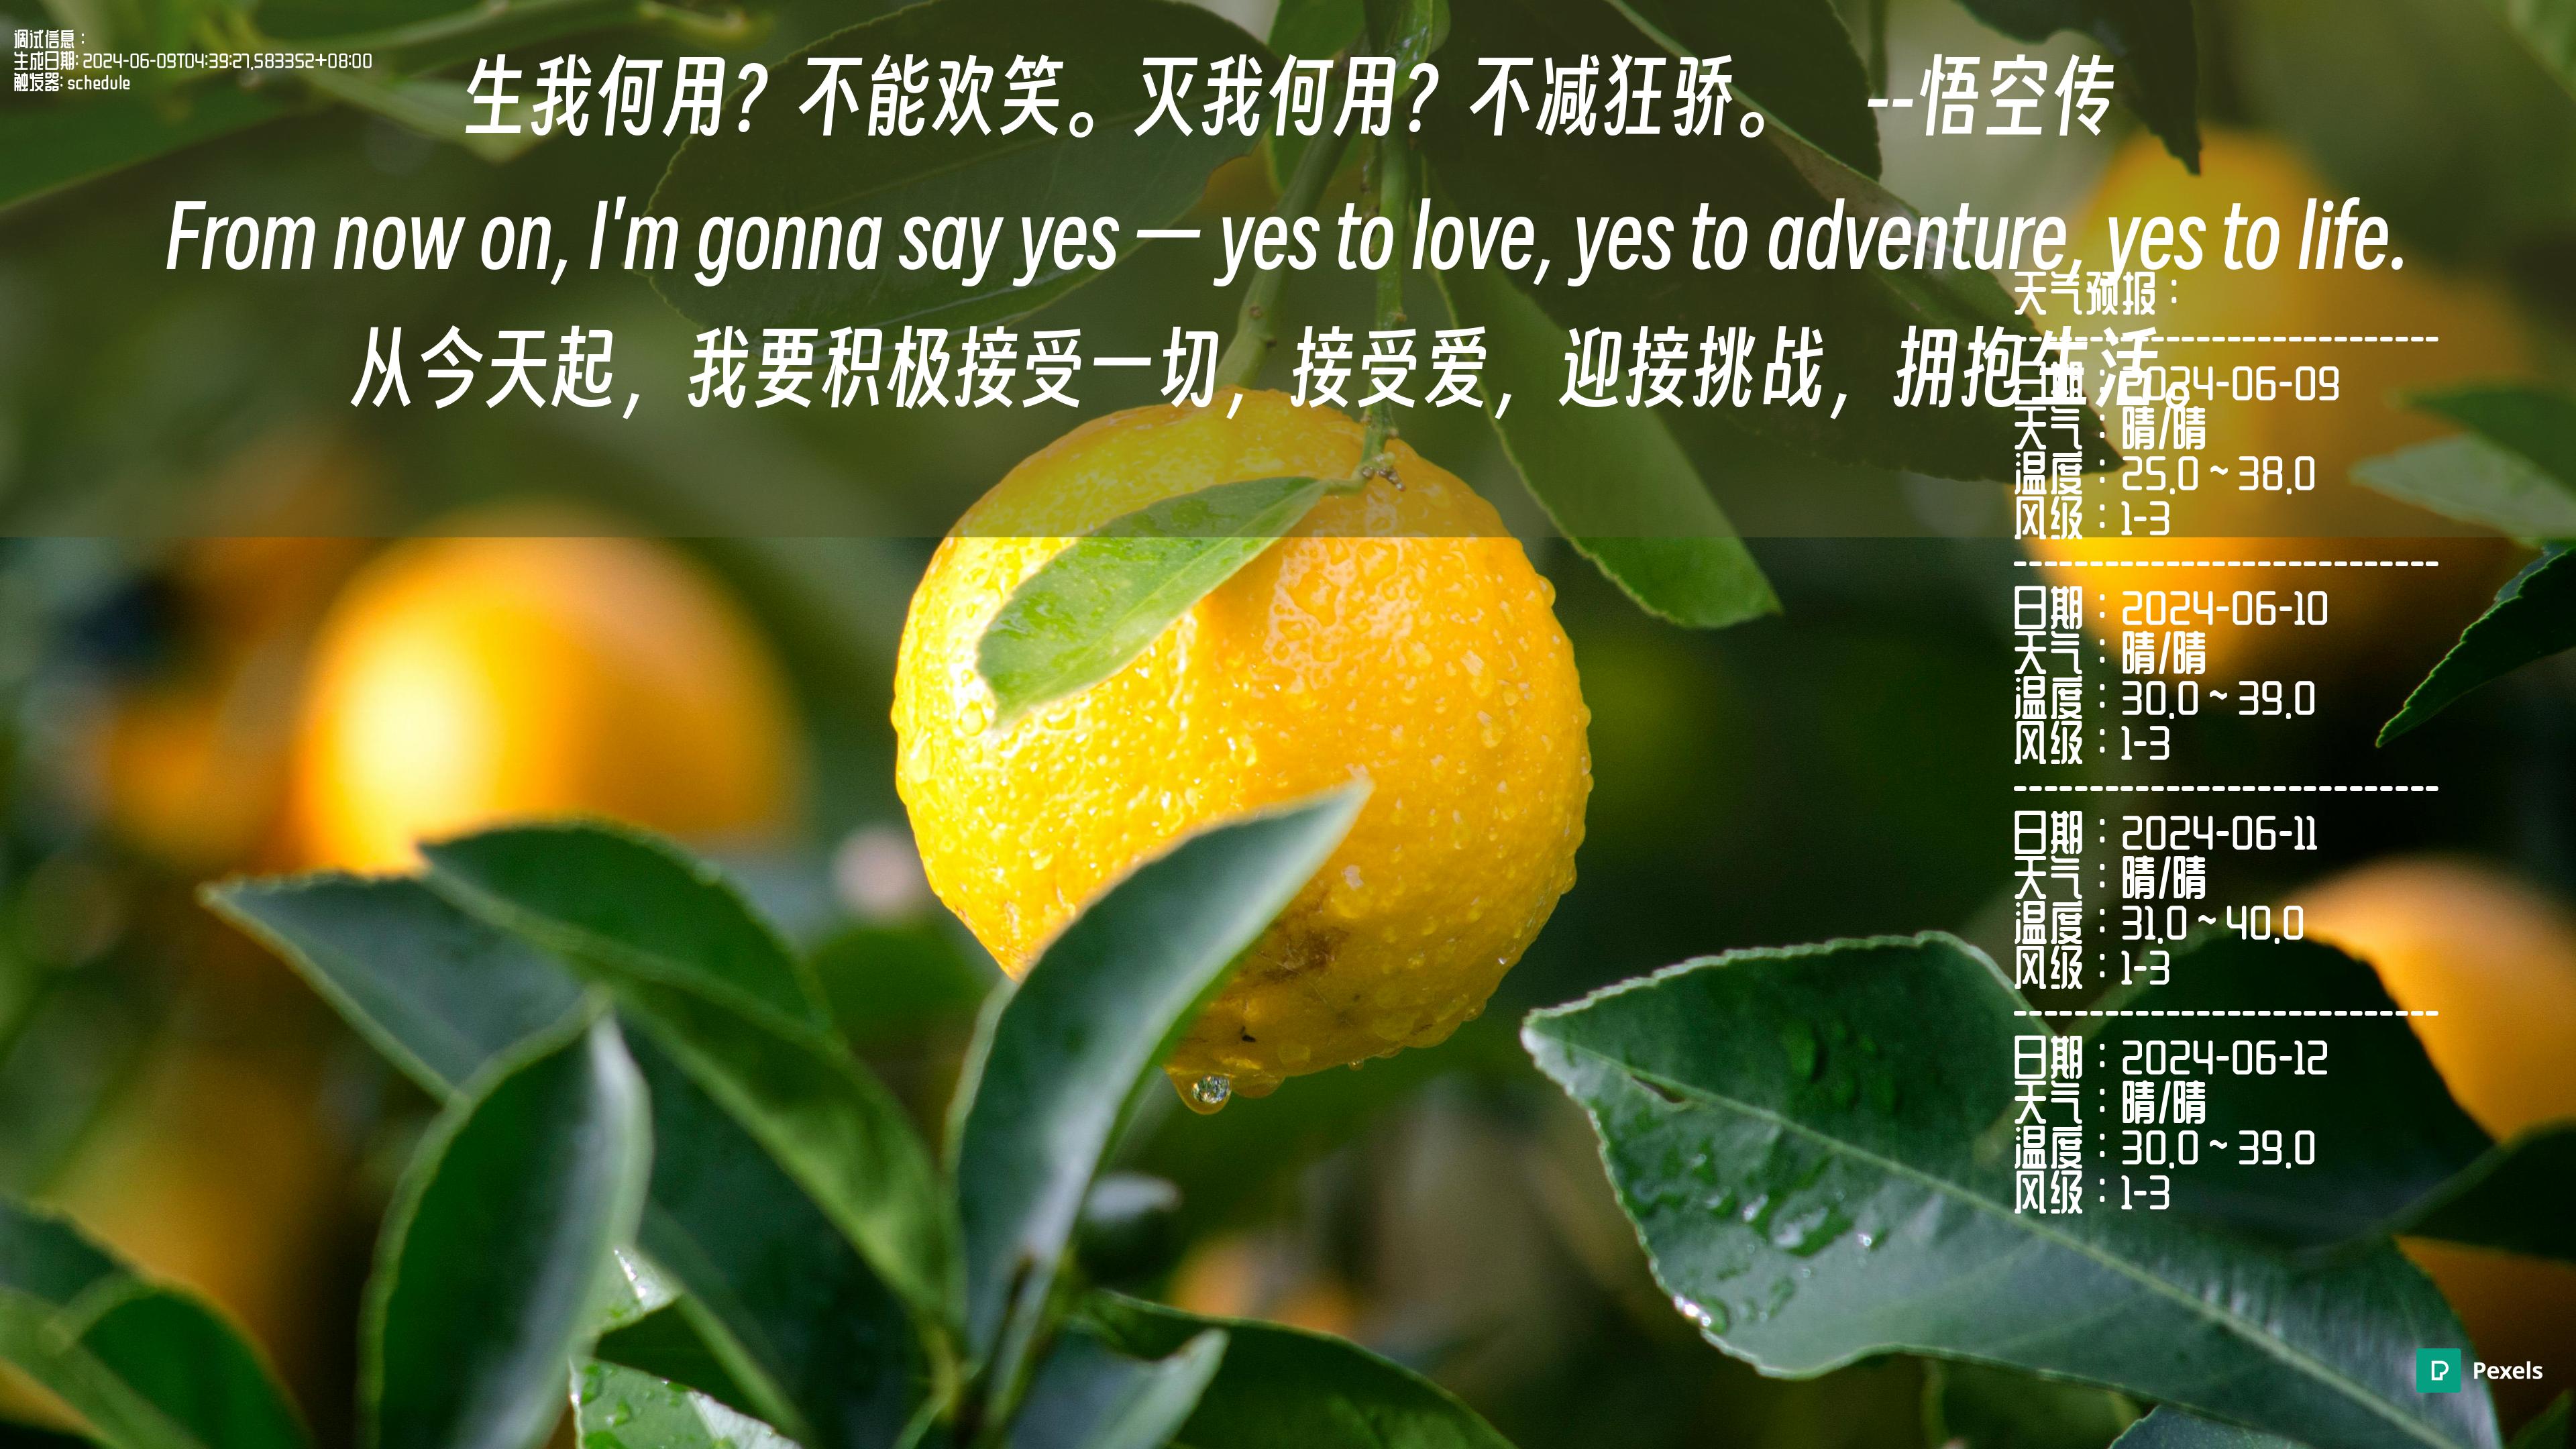 调试信息：
生成日期: 2024-06-09T04:39:27.583352+08:00
触发器: schedule
生我何用？不能欢笑。灭我何用？不减狂骄。 --悟空传
From now on, I'm gonna say yes — yes to love, yes to adventure, yes to life.
从今天起，我要积极接受一切，接受爱，迎接挑战，拥抱生活。
天气预报：
----------------------------
日期：2024-06-09
天气：晴/晴
温度：25.0 ~ 38.0
风级：1-3
----------------------------
日期：2024-06-10
天气：晴/晴
温度：30.0 ~ 39.0
风级：1-3
----------------------------
日期：2024-06-11
天气：晴/晴
温度：31.0 ~ 40.0
风级：1-3
----------------------------
日期：2024-06-12
天气：晴/晴
温度：30.0 ~ 39.0
风级：1-3
Pexels